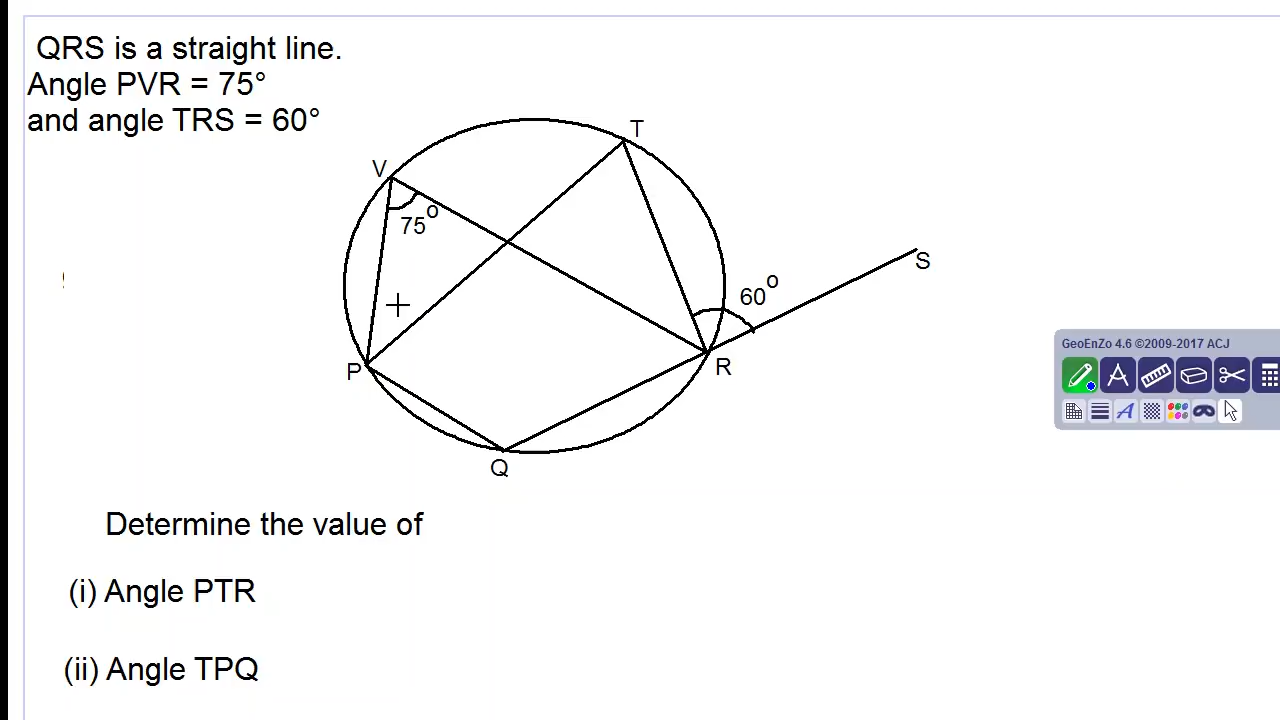 QRS is a straight line.
Angle PVR = 75°
and angle TRS = 60°
T
V
75°
S
60°
P
R
Q
GeoEnZo 4.6 ©2009-2017 ACJ
A
Determine the value of
(i) Angle PTR
(ii) Angle TPQ